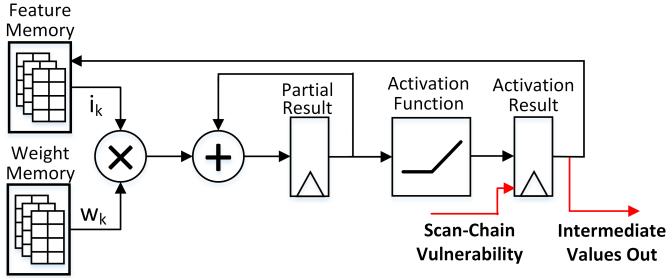 Feature
Memory
i_k
Weight
Memory
w_k
×
+
Partial
Result
Activation
Function
Activation
Result
Scan-Chain
Vulnerability
Intermediate
Values Out